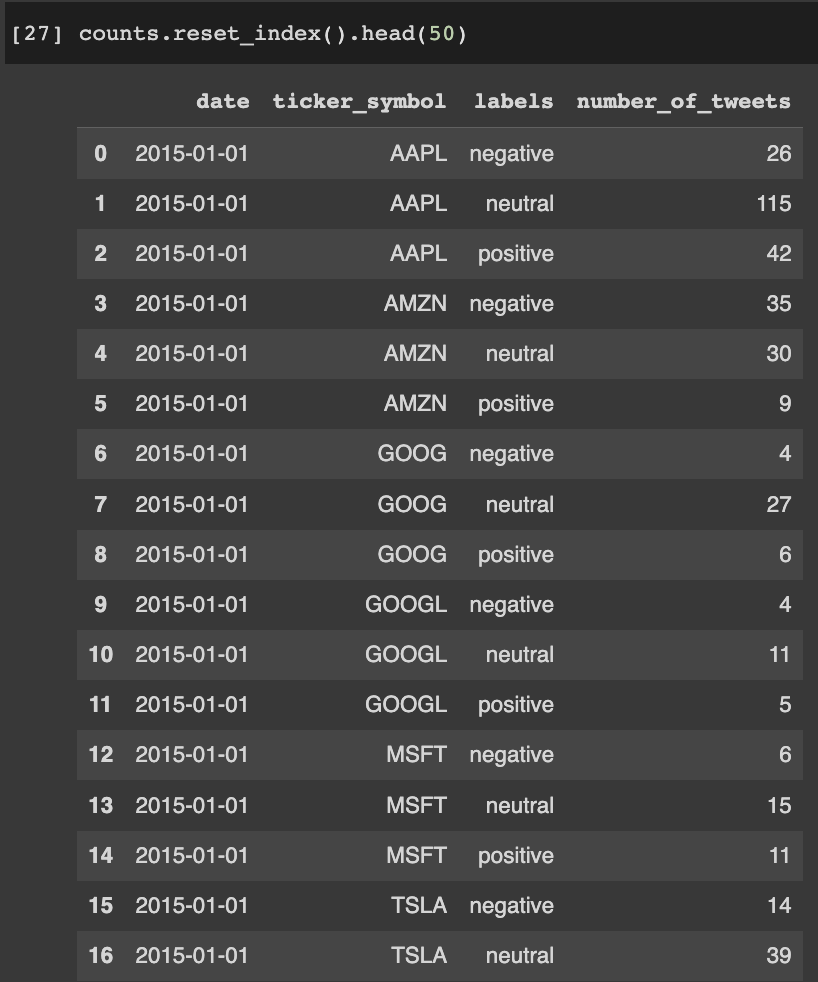 [27] counts.reset_index().head(50)
date ticker_symbol labels number_of_tweets
0 2015-01-01 AAPL negative 26
1 2015-01-01 AAPL neutral 115
2 2015-01-01 AAPL positive 42
3 2015-01-01 AMZN negative 35
4 2015-01-01 AMZN neutral 30
5 2015-01-01 AMZN positive 9
6 2015-01-01 GOOG negative 4
7 2015-01-01 GOOG neutral 27
8 2015-01-01 GOOG positive 6
9 2015-01-01 GOOGL negative 4
10 2015-01-01 GOOGL neutral 11
11 2015-01-01 GOOGL positive 5
12 2015-01-01 MSFT negative 6
13 2015-01-01 MSFT neutral 15
14 2015-01-01 MSFT positive 11
15 2015-01-01 TSLA negative 14
16 2015-01-01 TSLA neutral 39